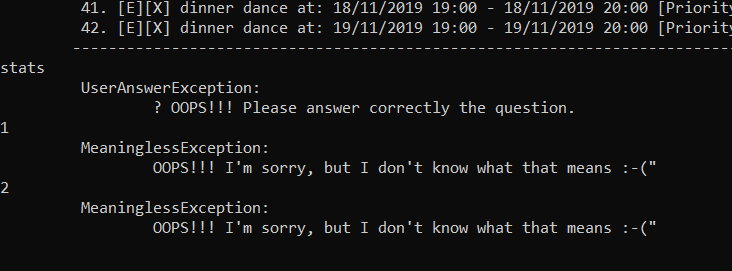 41. [E][X] dinner dance at: 18/11/2019 19:00 - 18/11/2019 20:00 [Priority
42. [E][X] dinner dance at: 19/11/2019 19:00 - 19/11/2019 20:00 [Priority
------------------------------------------------------------------------
stats
UserAnswerException:
? OOPS!!! Please answer correctly the question.
1
MeaninglessException:
OOPS!!! I'm sorry, but I don't know what that means :-("
2
MeaninglessException:
OOPS!!! I'm sorry, but I don't know what that means :-("